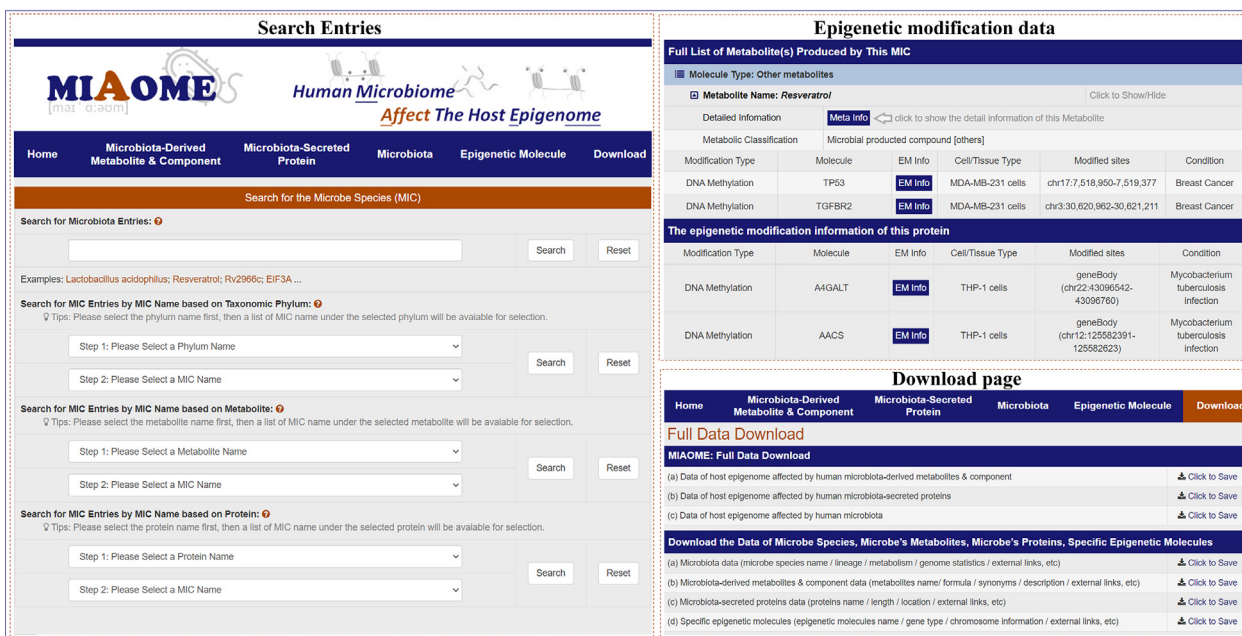 Search Entries
MIAOME
[maɪˈ ɑ:əʊm]
Human Microbiome
Affect The Host Epigenome
Home
Microbiota-Derived
Metabolite & Component
Microbiota-Secreted
Protein
Microbiota
Epigenetic Molecule
Download
Search for the Microbe Species (MIC)
Search for Microbiota Entries:
Search
Reset
Examples: Lactobacillus acidophilus; Resveratrol; Rv2966c; EIF3A ...
Search for MIC Entries by MIC Name based on Taxonomic Phylum:
Tips: Please select the phylum name first, then a list of MIC name under the selected phylum will be avaiable for selection.
Step 1: Please Select a Phylum Name
Search
Reset
Step 2: Please Select a MIC Name
Search for MIC Entries by MIC Name based on Metabolite:
Tips: Please select the metabolite name first, then a list of MIC name under the selected metabolite will be avaiable for selection.
Step 1: Please Select a Metabolite Name
Search
Reset
Step 2: Please Select a MIC Name
Search for MIC Entries by MIC Name based on Protein:
Tips: Please select the protein name first, then a list of MIC name under the selected protein will be avaiable for selection.
Step 1: Please Select a Protein Name
Search
Reset
Step 2: Please Select a MIC Name
Epigenetic modification data
Full List of Metabolite(s) Produced by This MIC
Molecule Type: Other metabolites
Metabolite Name: Resveratrol
Click to Show/Hide
Detailed Infomation
Meta Info
click to show the detail information of this Metabolite
Metabolic Classification
Microbial producted compound [others]
Modification Type Molecule EM Info Cell/Tissue Type Modified sites Condition
DNA Methylation TP53 EM Info MDA-MB-231 cells chr17:7,518,950-7,519,377 Breast Cancer
DNA Methylation TGFBR2 EM Info MDA-MB-231 cells chr3:30,620,962-30,621,211 Breast Cancer
The epigenetic modification information of this protein
Modification Type Molecule EM Info Cell/Tissue Type Modified sites Condition
DNA Methylation A4GALT EM Info THP-1 cells
geneBody
(chr22:43096542-
43096760)
Mycobacterium
tuberculosis
infection
DNA Methylation AACS EM Info THP-1 cells
geneBody
(chr12:125582391-
125582623)
Mycobacterium
tuberculosis
infection
Download page
Home
Microbiota-Derived
Metabolite & Component
Microbiota-Secreted
Protein
Microbiota
Epigenetic Molecule
Download
Full Data Download
MIAOME: Full Data Download
(a) Data of host epigenome affected by human microbiota-derived metabolites & component Click to Save
(b) Data of host epigenome affected by human microbiota-secreted proteins Click to Save
(c) Data of host epigenome affected by human microbiota Click to Save
Download the Data of Microbe Species, Microbe's Metabolites, Microbe's Proteins, Specific Epigenetic Molecules
(a) Microbiota data (microbe species name / lineage / metabolism / genome statistics / external links, etc) Click to Save
(b) Microbiota-derived metabolites & component data (metabolites name/ formula / synonyms / description / external links, etc) Click to Save
(c) Microbiota-secreted proteins data (proteins name / length / location / external links, etc) Click to Save
(d) Specific epigenetic molecules (epigenetic molecules name / gene type / chromosome information / external links, etc) Click to Save